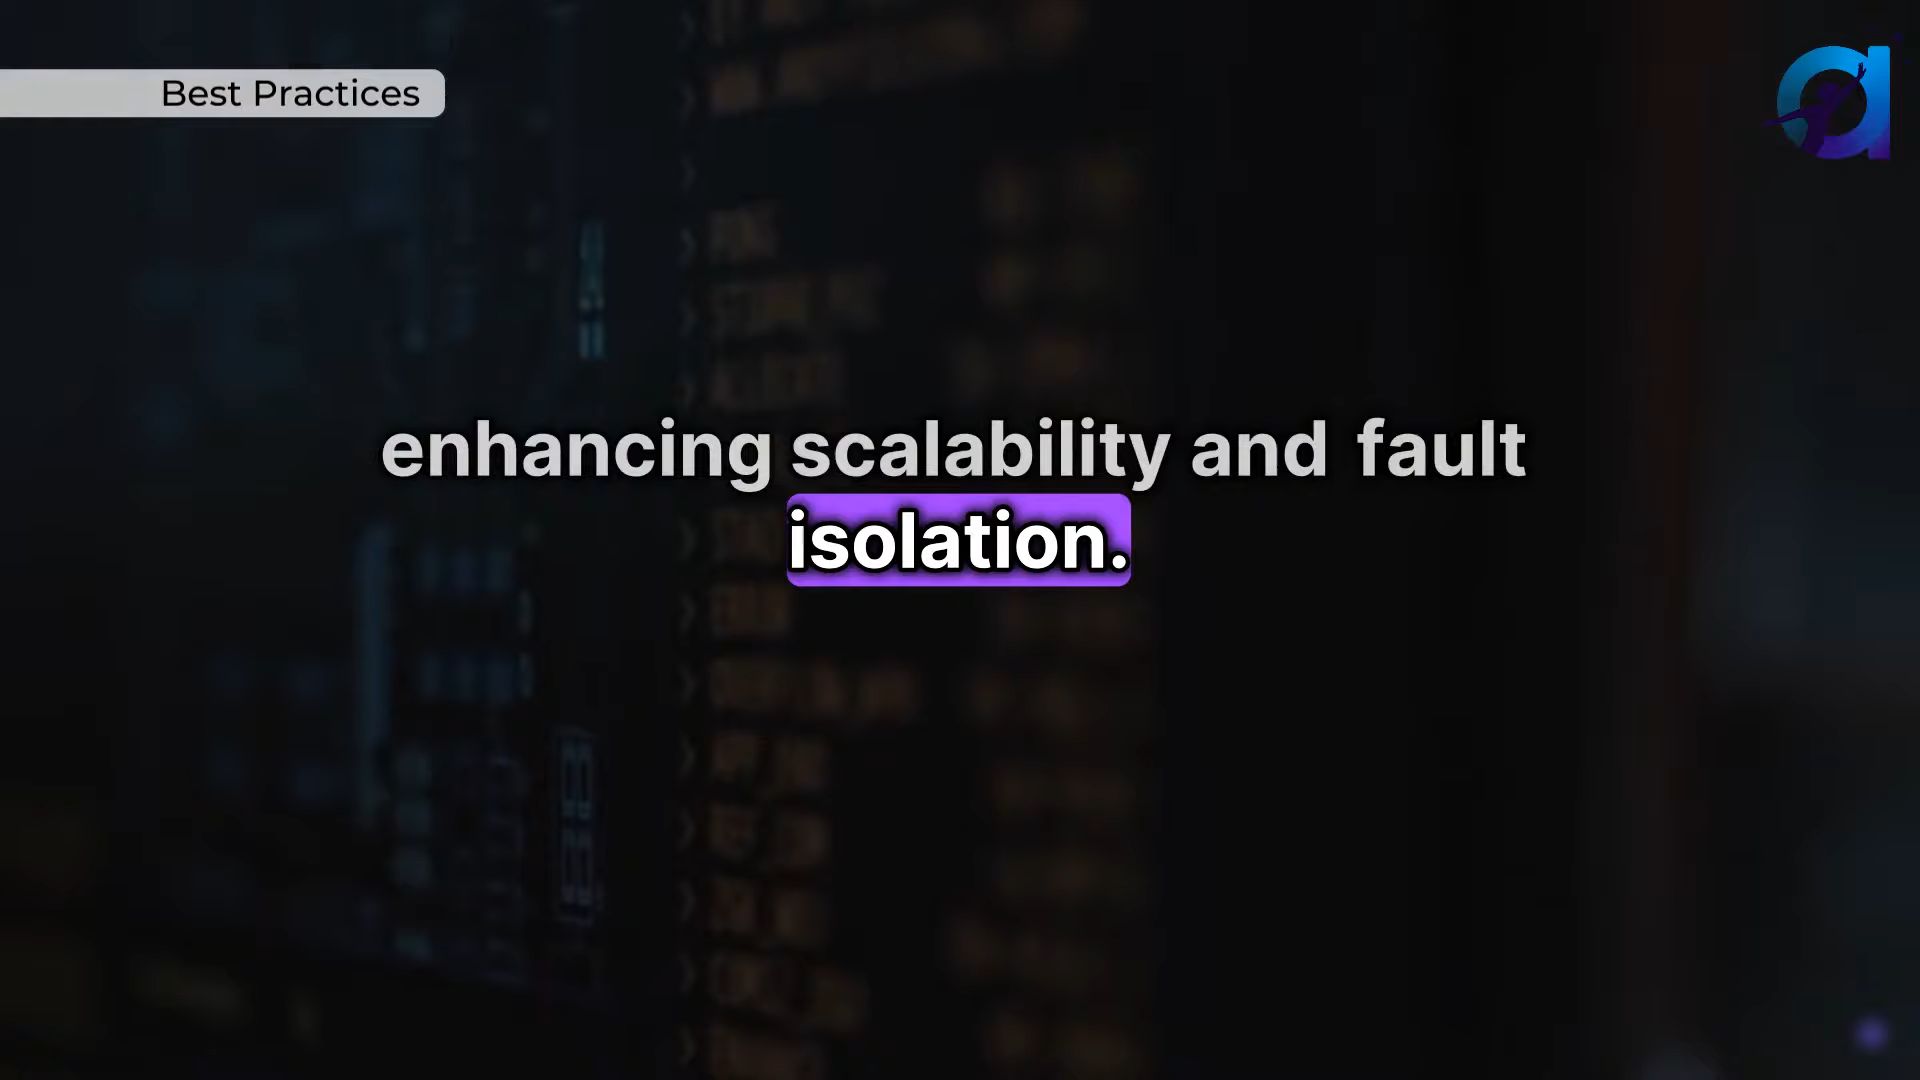 Best Practices
enhancing scalability and fault
isolation.